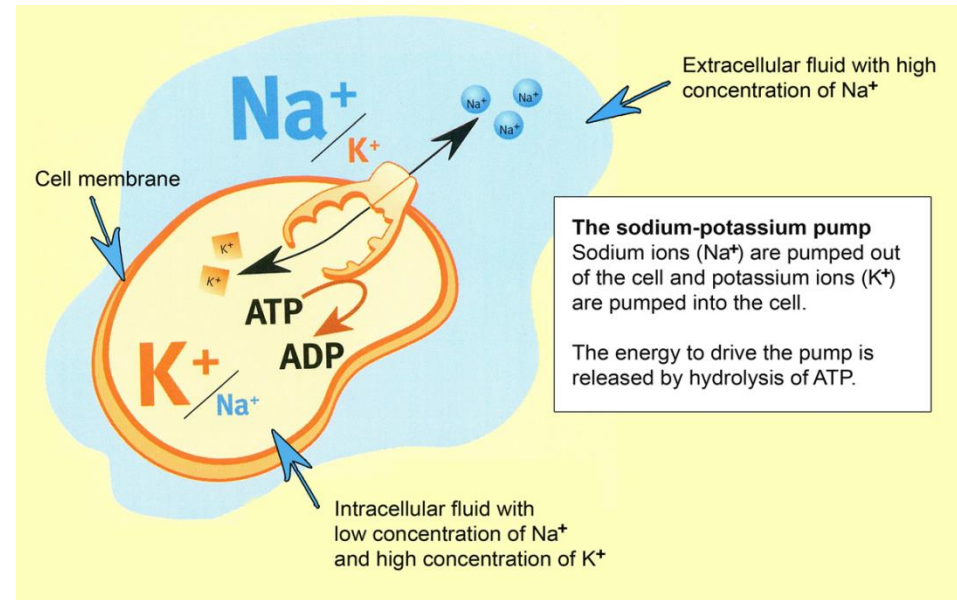 Extracellular fluid with high
concentration of Na⁺
Na⁺
K⁺
Na⁺
Na⁺
Na⁺
Cell membrane
The sodium-potassium pump
Sodium ions (Na⁺) are pumped out
of the cell and potassium ions (K⁺)
are pumped into the cell.
The energy to drive the pump is
released by hydrolysis of ATP.
K⁺
K⁺
ATP
ADP
K⁺
Na⁺
Intracellular fluid with
low concentration of Na⁺
and high concentration of K⁺